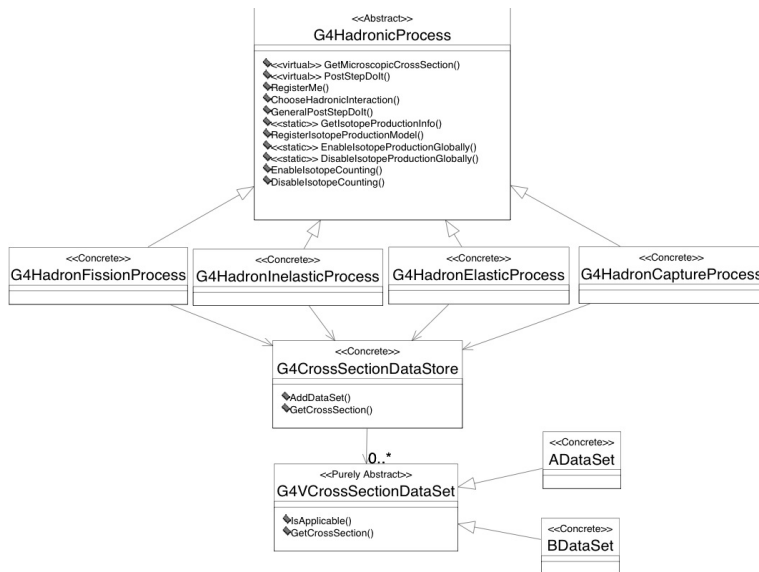 <<Abstract>>
G4HadronicProcess
<<virtual>> GetMicroscopicCrossSection()
<<virtual>> PostStepDoIt()
RegisterMe()
ChooseHadronicInteraction()
GeneralPostStepDoIt()
<<static>> GetIsotopeProductionInfo()
RegisterIsotopeProductionModel()
<<static>> EnableIsotopeProductionGlobally()
<<static>> DisableIsotopeProductionGlobally()
EnableIsotopeCounting()
DisableIsotopeCounting()
<<Concrete>>
G4HadronFissionProcess
<<Concrete>>
G4HadronInelasticProcess
<<Concrete>>
G4HadronElasticProcess
<<Concrete>>
G4HadronCaptureProcess
<<Concrete>>
G4CrossSectionDataStore
AddDataSet()
GetCrossSection()
0..*
<<Purely Abstract>>
G4VCrossSectionDataSet
IsApplicable()
GetCrossSection()
<<Concrete>>
ADataSet
<<Concrete>>
BDataSet